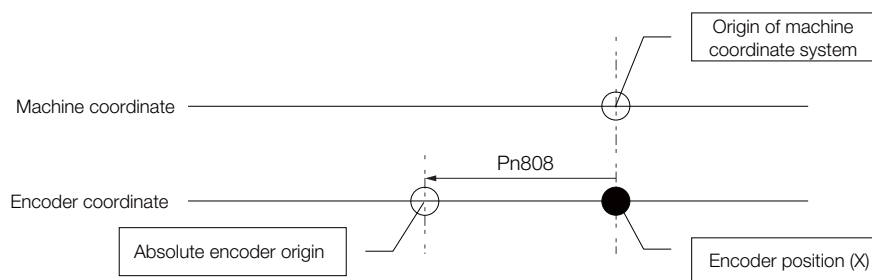 Origin of machine
coordinate system
Machine coordinate
Pn808
Encoder coordinate
Absolute encoder origin
Encoder position (X)